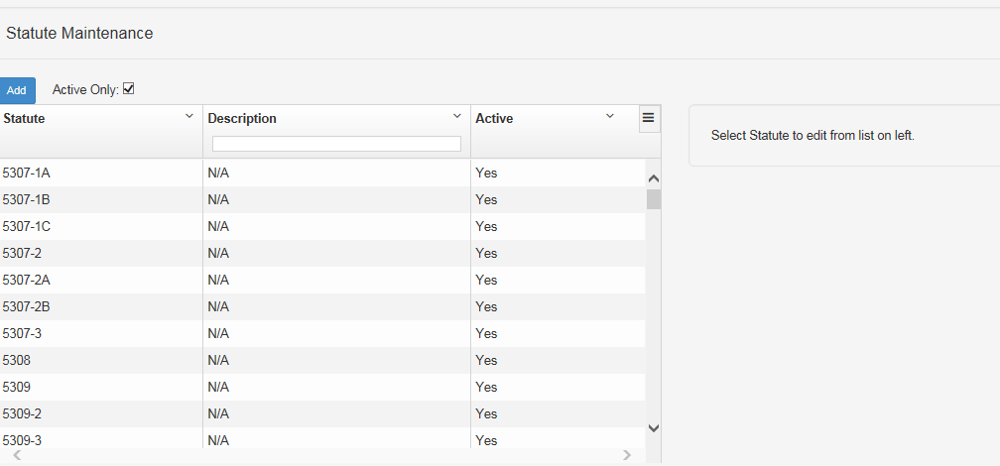 Statute Maintenance
Add Active Only:
Statute Description Active
5307-1A N/A Yes
5307-1B N/A Yes
5307-1C N/A Yes
5307-2 N/A Yes
5307-2A N/A Yes
5307-2B N/A Yes
5307-3 N/A Yes
5308 N/A Yes
5309 N/A Yes
5309-2 N/A Yes
5309-3 N/A Yes
Select Statute to edit from list on left.